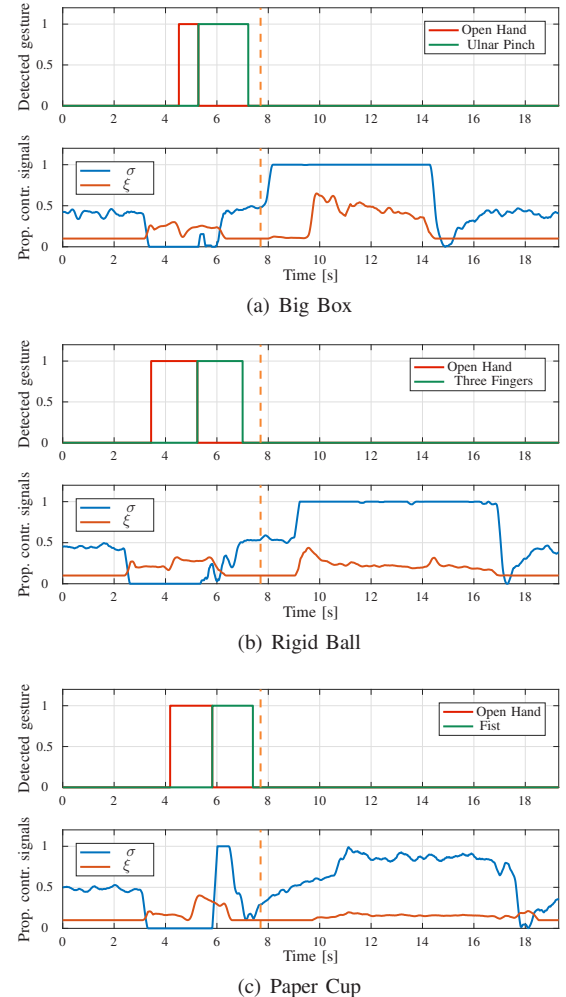 Detected gesture
1
0.5
0
Open Hand
Ulnar Pinch
0 2 4 6 8 10 12 14 16 18
Prop. contr. signals
1
0.5
0
σ
ξ
0 2 4 6 8 10 12 14 16 18
Time [s]
(a) Big Box
Detected gesture
1
0.5
0
Open Hand
Three Fingers
0 2 4 6 8 10 12 14 16 18
Prop. contr. signals
1
0.5
0
σ
ξ
0 2 4 6 8 10 12 14 16 18
Time [s]
(b) Rigid Ball
Detected gesture
1
0.5
0
Open Hand
Fist
0 2 4 6 8 10 12 14 16 18
Prop. contr. signals
1
0.5
0
σ
ξ
0 2 4 6 8 10 12 14 16 18
Time [s]
(c) Paper Cup